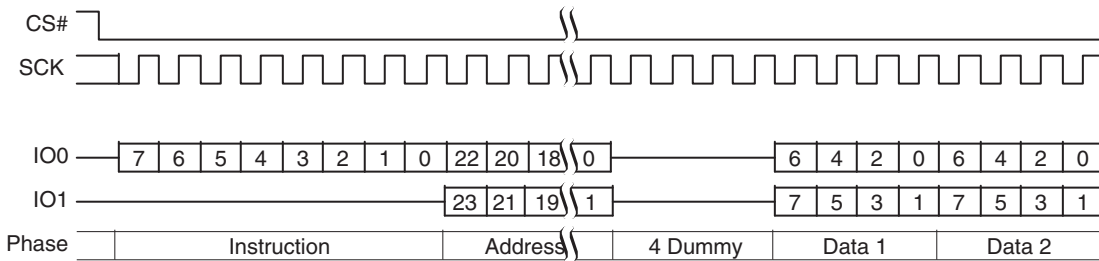 CS#
SCK
IO0 7 6 5 4 3 2 1 0 22 20 18 0 6 4 2 0 6 4 2 0
IO1 23 21 19 1 7 5 3 1 7 5 3 1
Phase Instruction Address 4 Dummy Data 1 Data 2